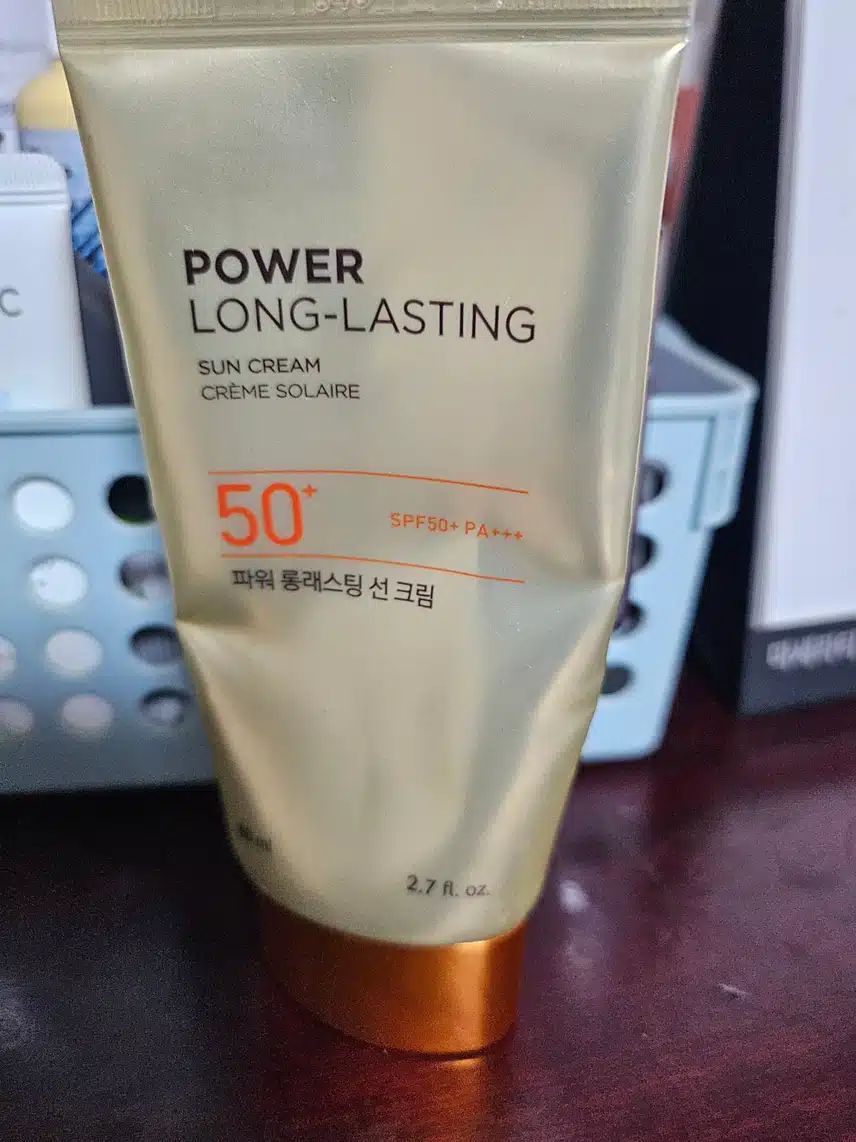 POWER
LONG-LASTING
SUN CREAM
CRÈME SOLAIRE
50+
SPF50+ PA+++
파워 롱래스팅 선 크림
ml
2.7 fl. oz.
C